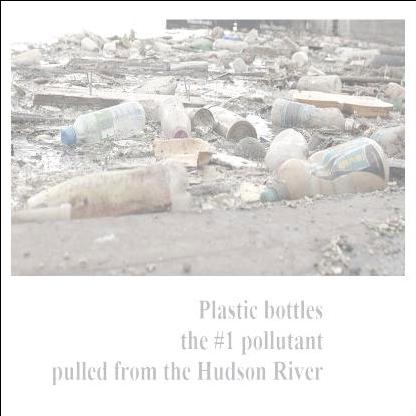 Plastic bottles
the #1 pollutant
pulled from the Hudson River